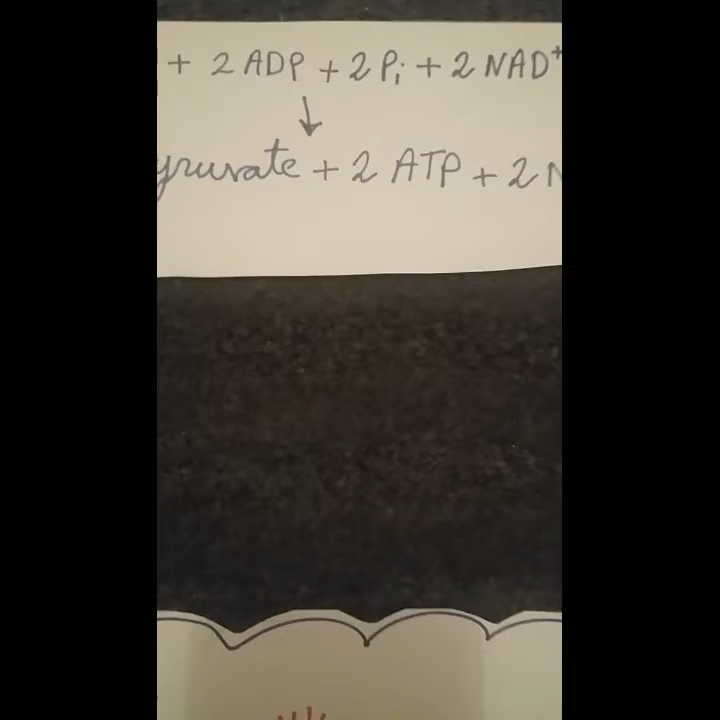 + 2 ADP + 2 Pi + 2 NAD+
↓
yruvate + 2 ATP + 2 N